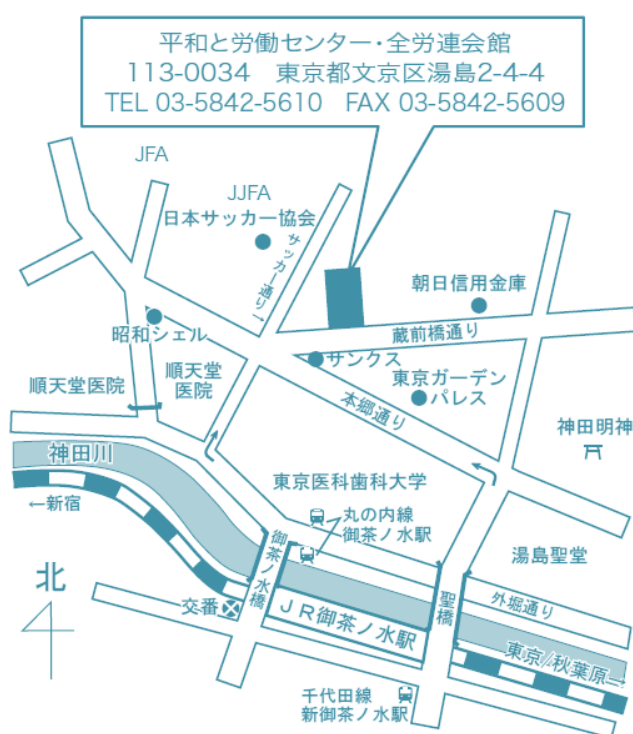 平和と労働センター・全労連会館
113-0034 東京都文京区湯島2-4-4
TEL 03-5842-5610 FAX 03-5842-5609
JFA
JJFA
日本サッカー協会
サッカー通り→
朝日信用金庫
昭和シェル
蔵前橋通り
サンクス
順天堂医院
順天堂
医院
東京ガーデン
パレス
本郷通り
神田明神
神田川
東京医科歯科大学
←新宿
丸の内線
御茶ノ水駅
御茶ノ水橋
湯島聖堂
北
交番
JR御茶ノ水駅
聖橋
外堀通り
東京/秋葉原→
千代田線
新御茶ノ水駅